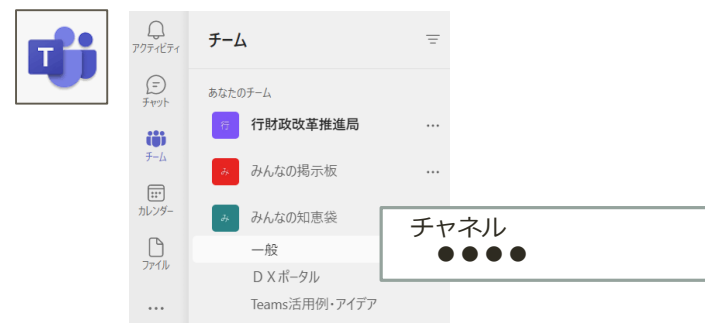 T
アクティビティ
チーム
あなたのチーム
チャット
行 行財政改革推進局 ...
チーム
み みんなの掲示板 ...
カレンダー
み みんなの知恵袋
チャネル
●●●●
一般
ファイル
ＤＸポータル
...
Teams活用例・アイデア